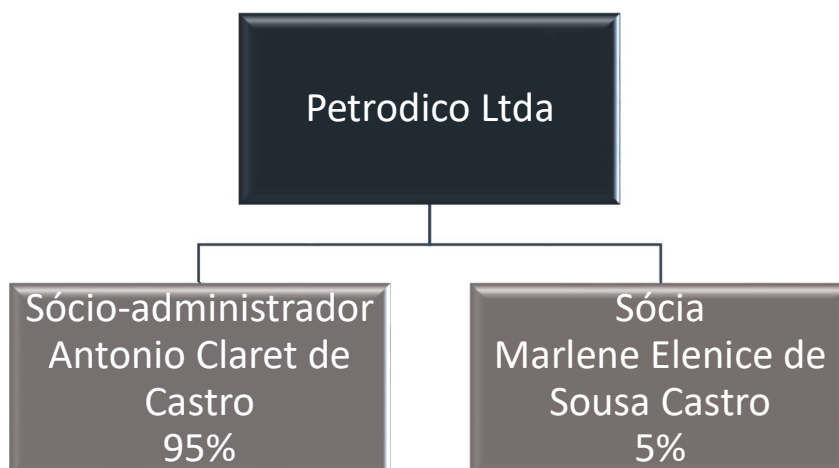 Petrodico Ltda
Sócio-administrador
Antonio Claret de
Castro
95%
Sócia
Marlene Elenice de
Sousa Castro
5%